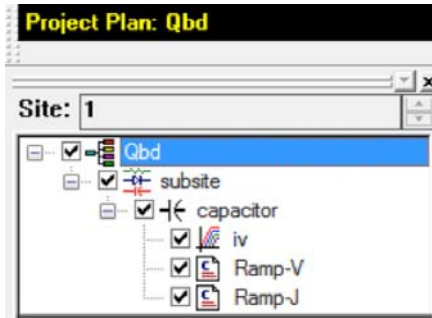 Project Plan: Qbd
Site: 1
Qbd
subsite
capacitor
iv
Ramp-V
Ramp-J